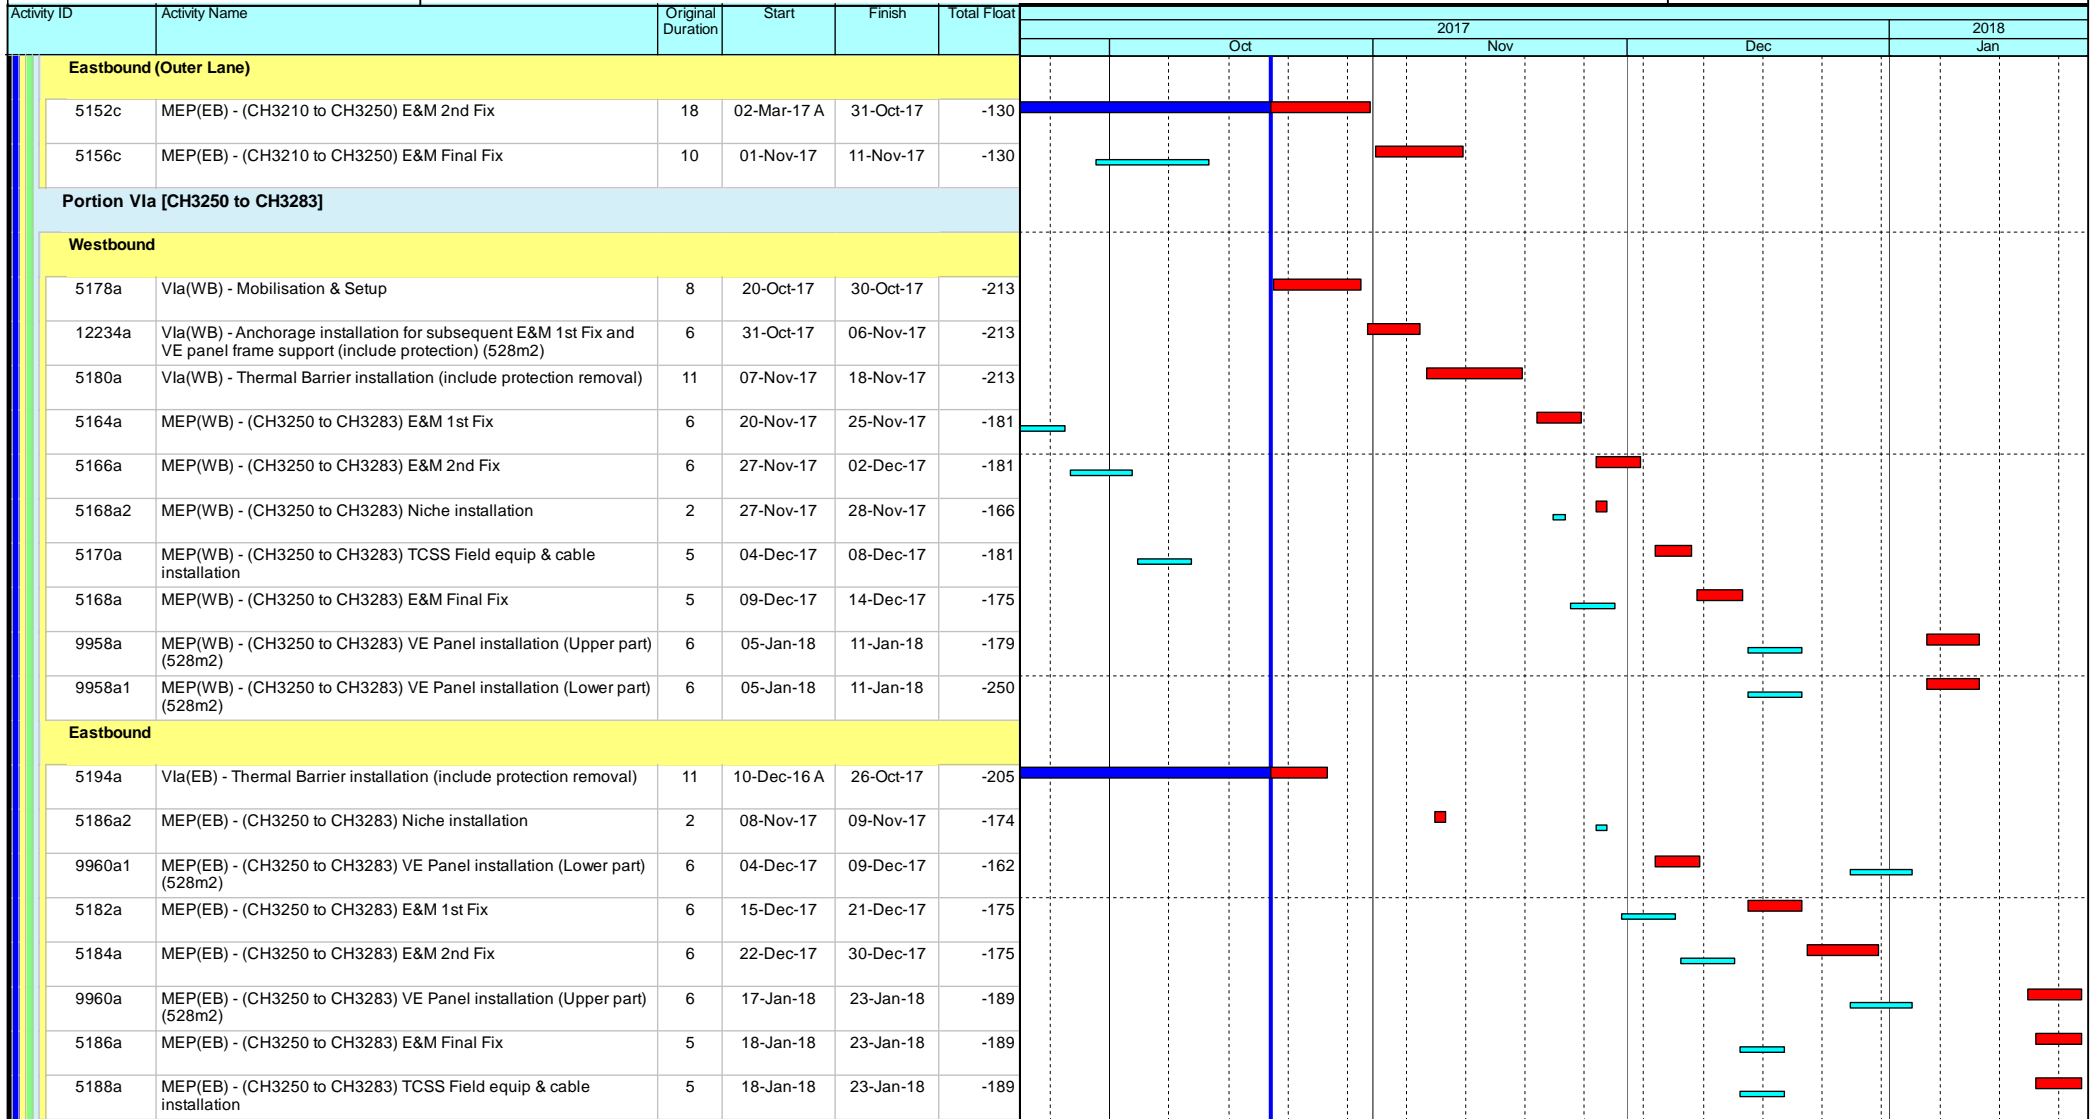 Activity ID Activity Name Original Duration Start Finish Total Float
2017 2018
Oct Nov Dec Jan
Eastbound (Outer Lane)
5152c MEP(EB) - (CH3210 to CH3250) E&M 2nd Fix 18 02-Mar-17 A 31-Oct-17 -130
5156c MEP(EB) - (CH3210 to CH3250) E&M Final Fix 10 01-Nov-17 11-Nov-17 -130
Portion VIa [CH3250 to CH3283]
Westbound
5178a VIa(WB) - Mobilisation & Setup 8 20-Oct-17 30-Oct-17 -213
12234a VIa(WB) - Anchorage installation for subsequent E&M 1st Fix and 6 31-Oct-17 06-Nov-17 -213
VE panel frame support (include protection) (528m2)
5180a VIa(WB) - Thermal Barrier installation (include protection removal) 11 07-Nov-17 18-Nov-17 -213
5164a MEP(WB) - (CH3250 to CH3283) E&M 1st Fix 6 20-Nov-17 25-Nov-17 -181
5166a MEP(WB) - (CH3250 to CH3283) E&M 2nd Fix 6 27-Nov-17 02-Dec-17 -181
5168a2 MEP(WB) - (CH3250 to CH3283) Niche installation 2 27-Nov-17 28-Nov-17 -166
5170a MEP(WB) - (CH3250 to CH3283) TCSS Field equip & cable 5 04-Dec-17 08-Dec-17 -181
installation
5168a MEP(WB) - (CH3250 to CH3283) E&M Final Fix 5 09-Dec-17 14-Dec-17 -175
9958a MEP(WB) - (CH3250 to CH3283) VE Panel installation (Upper part) 6 05-Jan-18 11-Jan-18 -179
(528m2)
9958a1 MEP(WB) - (CH3250 to CH3283) VE Panel installation (Lower part) 6 05-Jan-18 11-Jan-18 -250
(528m2)
Eastbound
5194a VIa(EB) - Thermal Barrier installation (include protection removal) 11 10-Dec-16 A 26-Oct-17 -205
5186a2 MEP(EB) - (CH3250 to CH3283) Niche installation 2 08-Nov-17 09-Nov-17 -174
9960a1 MEP(EB) - (CH3250 to CH3283) VE Panel installation (Lower part) 6 04-Dec-17 09-Dec-17 -162
(528m2)
5182a MEP(EB) - (CH3250 to CH3283) E&M 1st Fix 6 15-Dec-17 21-Dec-17 -175
5184a MEP(EB) - (CH3250 to CH3283) E&M 2nd Fix 6 22-Dec-17 30-Dec-17 -175
9960a MEP(EB) - (CH3250 to CH3283) VE Panel installation (Upper part) 6 17-Jan-18 23-Jan-18 -189
(528m2)
5186a MEP(EB) - (CH3250 to CH3283) E&M Final Fix 5 18-Jan-18 23-Jan-18 -189
5188a MEP(EB) - (CH3250 to CH3283) TCSS Field equip & cable 5 18-Jan-18 23-Jan-18 -189
installation